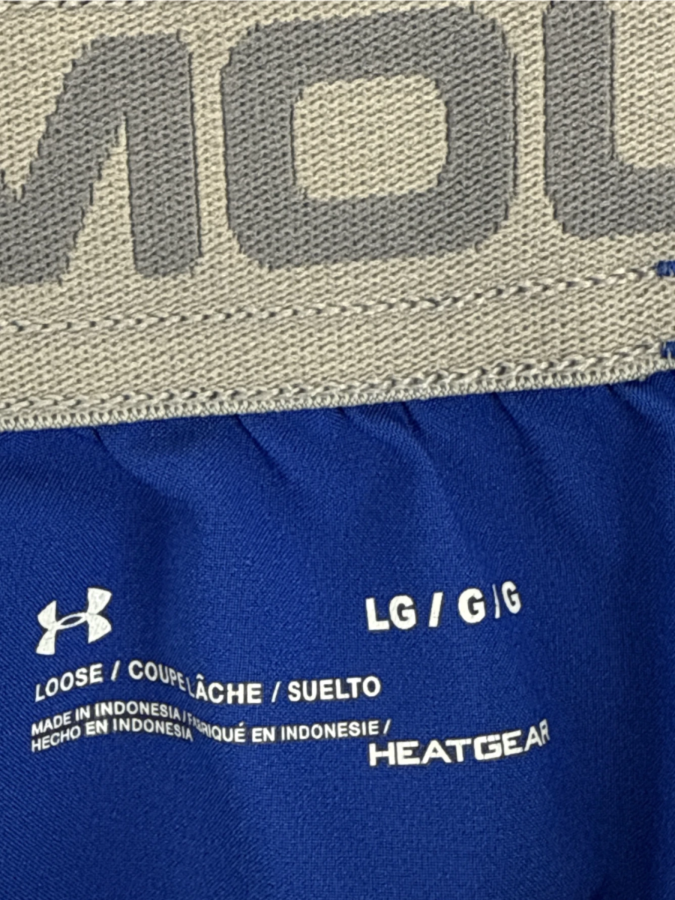 MOU
LG / G / G
LOOSE / COUPE LÂCHE / SUELTO
MADE IN INDONESIA / FABRIQUÉ EN INDONESIE /
HECHO EN INDONESIA
HEATGEAR